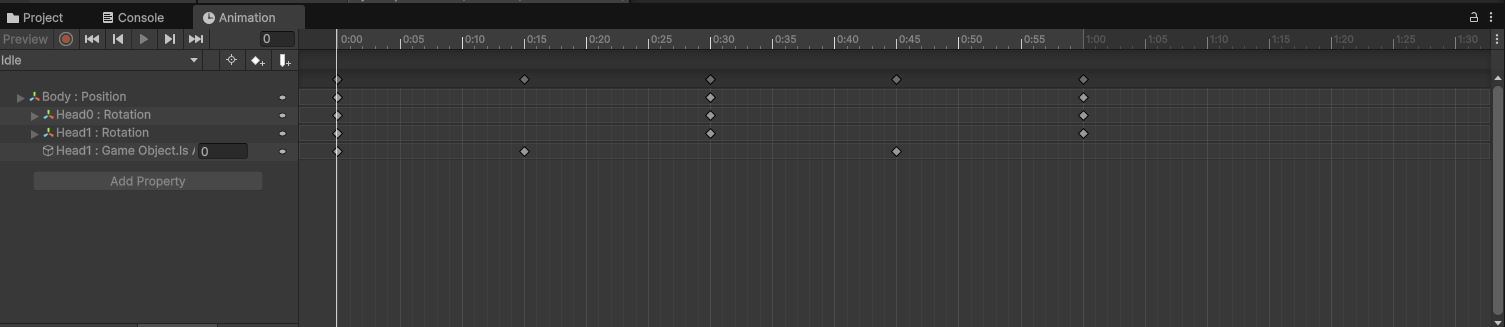 Project Console Animation
Preview 0 0:00 0:05 0:10 0:15 0:20 0:25 0:30 0:35 0:40 0:45 0:50 0:55 1:00 1:05 1:10 1:15 1:20 1:25 1:30
Idle
Body : Position
Head0 : Rotation
Head1 : Rotation
Head1 : Game Object.Is 0
Add Property